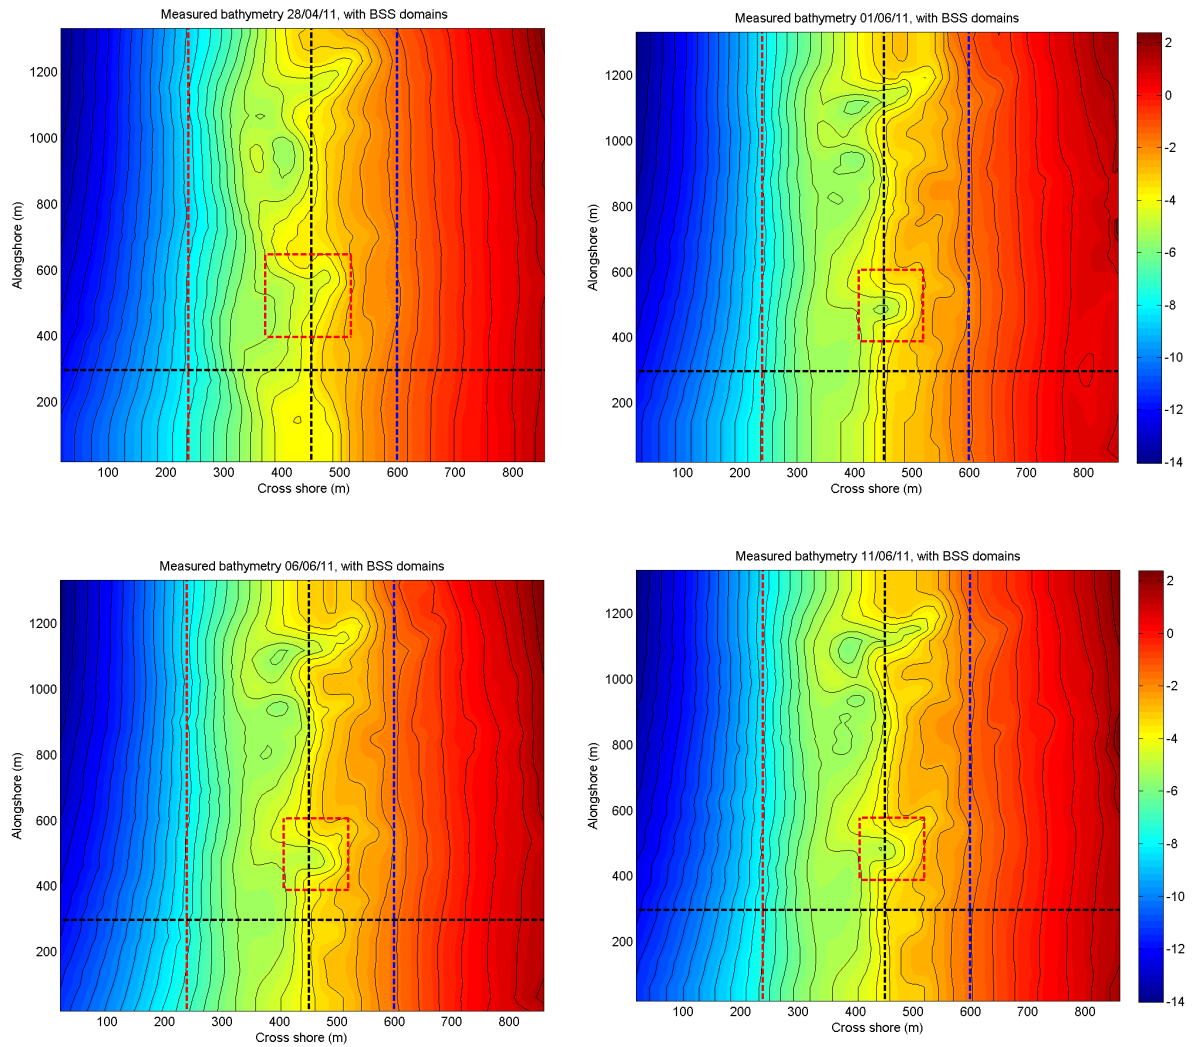 Measured bathymetry 28/04/11, with BSS domains
Alongshore (m)
1200
1000
800
600
400
200
100 200 300 400 500 600 700 800
Cross shore (m)
Measured bathymetry 01/06/11, with BSS domains
Alongshore (m)
1200
1000
800
600
400
200
100 200 300 400 500 600 700 800
Cross shore (m)
2
0
-2
-4
-6
-8
-10
-12
-14
Measured bathymetry 06/06/11, with BSS domains
Alongshore (m)
1200
1000
800
600
400
200
100 200 300 400 500 600 700 800
Cross shore (m)
Measured bathymetry 11/06/11, with BSS domains
Alongshore (m)
1200
1000
800
600
400
200
100 200 300 400 500 600 700 800
Cross shore (m)
2
0
-2
-4
-6
-8
-10
-12
-14